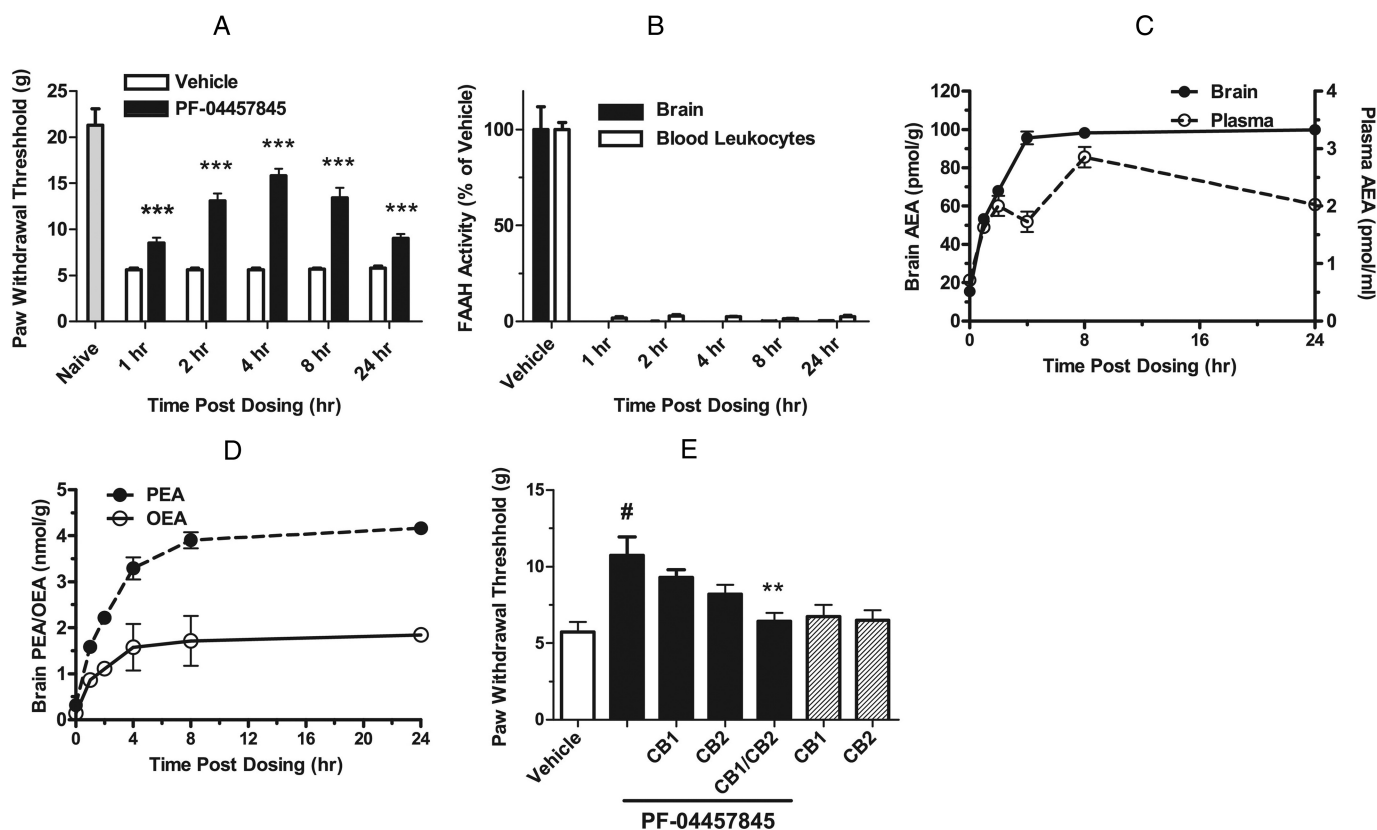 A
Paw Withdrawal Threshhold (g)
Vehicle
PF-04457845
25
20
15
10
5
0
***
***
***
***
***
Naive
1 hr
2 hr
4 hr
8 hr
24 hr
Time Post Dosing (hr)
B
FAAH Activity (% of Vehicle)
Brain
Blood Leukocytes
100
50
0
Vehicle
1 hr
2 hr
4 hr
8 hr
24 hr
Time Post Dosing (hr)
C
Brain AEA (pmol/g)
Brain
Plasma
120
100
80
60
40
20
0
4
3
2
1
0
Plasma AEA (pmol/ml)
0
8
16
24
Time Post Dosing (hr)
D
Brain PEA/OEA (nmol/g)
PEA
OEA
5
4
3
2
1
0
0
4
8
12
16
20
24
Time Post Dosing (hr)
E
Paw Withdrawal Threshhold (g)
15
10
5
0
#
**
Vehicle
CB1
CB2
CB1/CB2
CB1
CB2
PF-04457845